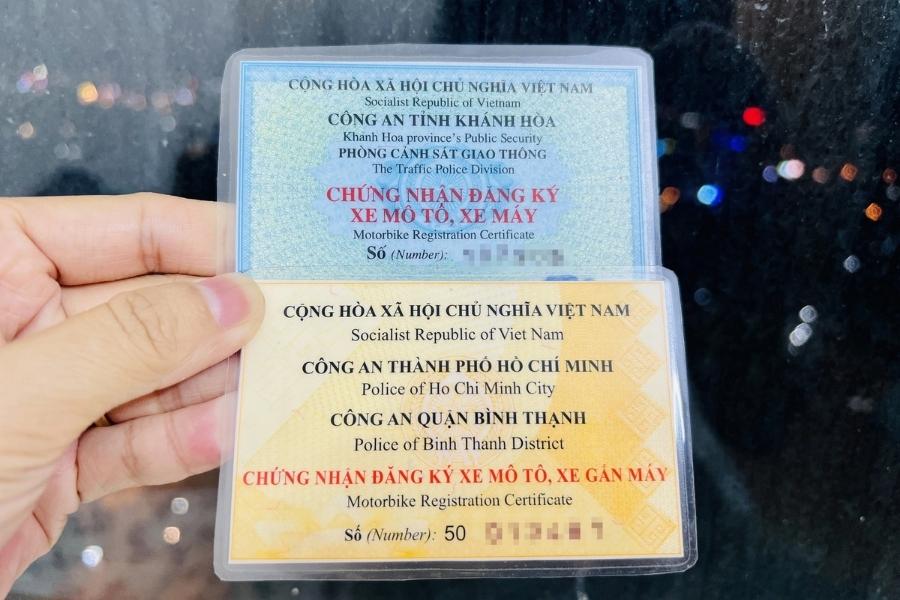 CỘNG HÒA XÃ HỘI CHỦ NGHĨA VIỆT NAM
Socialist Republic of Vietnam
CÔNG AN TỈNH KHÁNH HÒA
Khanh Hoa province's Public Security
PHÒNG CẢNH SÁT GIAO THÔNG
The Traffic Police Division
CHỨNG NHẬN ĐĂNG KÝ
XE MÔ TÔ, XE MÁY
Motorbike Registration Certificate
Số (Number):
CỘNG HÒA XÃ HỘI CHỦ NGHĨA VIỆT NAM
Socialist Republic of Viet Nam
CÔNG AN THÀNH PHỐ HỒ CHÍ MINH
Police of Ho Chi Minh City
CÔNG AN QUẬN BÌNH THẠNH
Police of Binh Thanh District
CHỨNG NHẬN ĐĂNG KÝ XE MÔ TÔ, XE GẮN MÁY
Motorbike Registration Certificate
Số (Number): 50